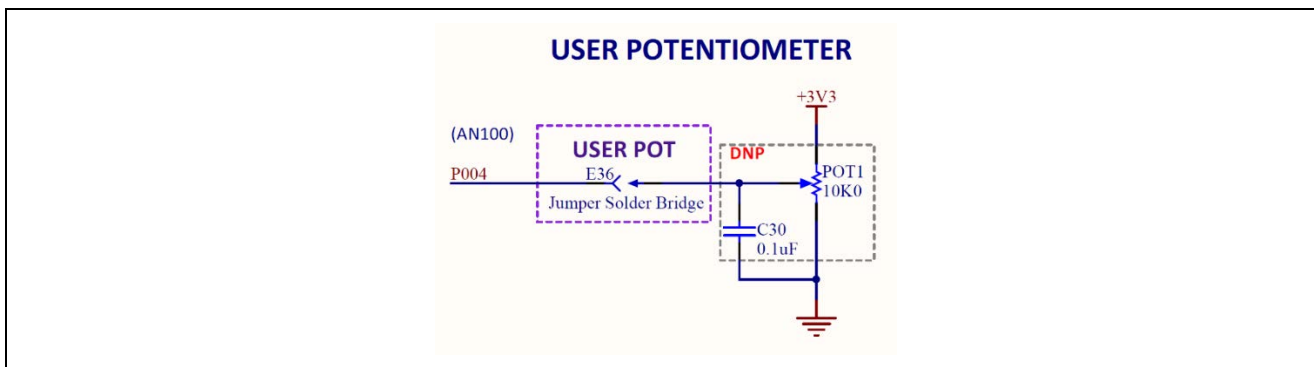 USER POTENTIOMETER
+3V3
(AN100)
USER POT
DNP
P004
E36
POT1
10K0
Jumper Solder Bridge
C30
0.1uF